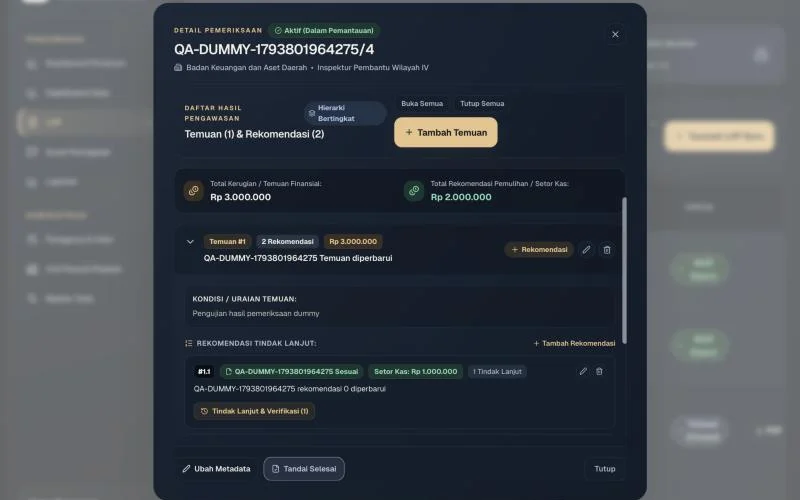 DETAIL PEMERIKSAAN Aktif (Dalam Pemantauan)
QA-DUMMY-1793801964275/4
Badan Keuangan dan Aset Daerah • Inspektur Pembantu Wilayah IV
DAFTAR HASIL
PENGAWASAN
Hierarki
Bertingkat
Temuan (1) & Rekomendasi (2)
Buka Semua Tutup Semua
+ Tambah Temuan
Total Kerugian / Temuan Finansial:
Rp 3.000.000
Total Rekomendasi Pemulihan / Setor Kas:
Rp 2.000.000
Temuan #1 2 Rekomendasi Rp 3.000.000
QA-DUMMY-1793801964275 Temuan diperbarui
+ Rekomendasi
KONDISI / URAIAN TEMUAN:
Pengujian hasil pemeriksaan dummy
REKOMENDASI TINDAK LANJUT: + Tambah Rekomendasi
#1.1 QA-DUMMY-1793801964275 Sesuai Setor Kas: Rp 1.000.000 1 Tindak Lanjut
QA-DUMMY-1793801964275 rekomendasi 0 diperbarui
Tindak Lanjut & Verifikasi (1)
Ubah Metadata Tandai Selesai Tutup